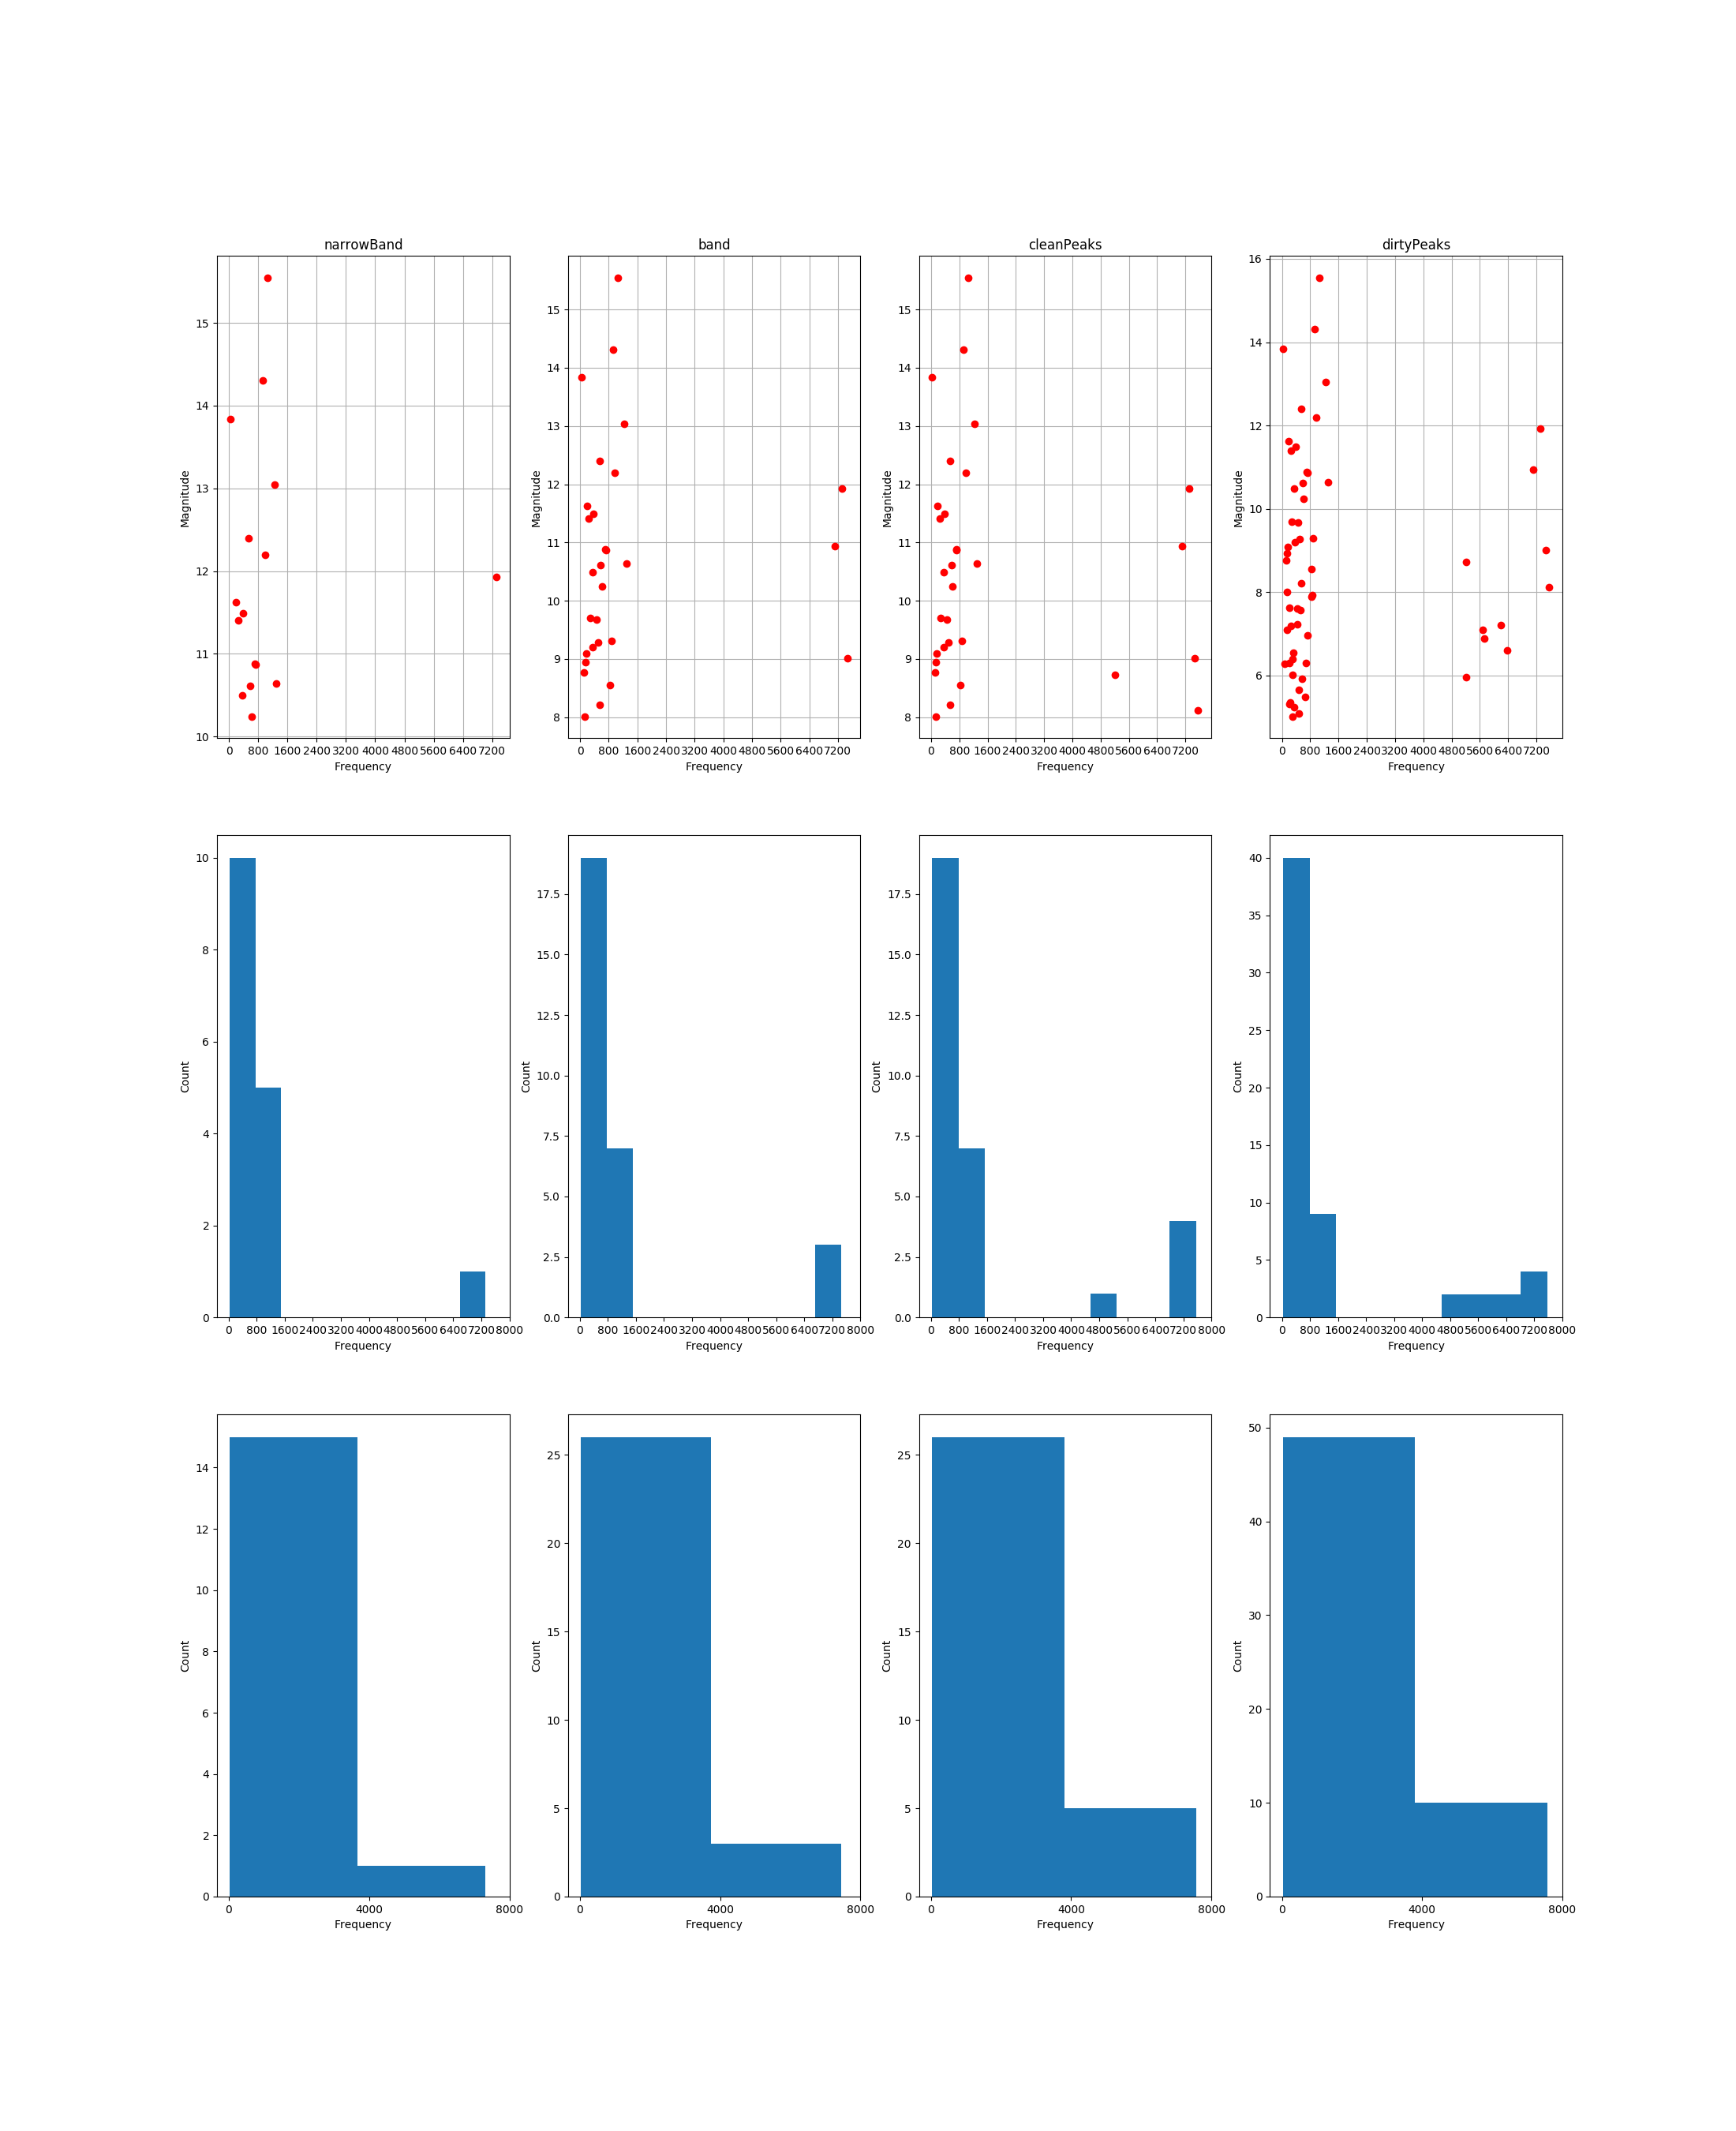 narrowBand band cleanPeaks dirtyPeaks
15 14 13 12 11 10
Magnitude
0 800 1600 2400 3200 4000 4800 5600 6400 7200
Frequency
15 14 13 12 11 10 9 8
Magnitude
0 800 1600 2400 3200 4000 4800 5600 6400 7200
Frequency
15 14 13 12 11 10 9 8
Magnitude
0 800 1600 2400 3200 4000 4800 5600 6400 7200
Frequency
16 14 12 10 8 6
Magnitude
0 800 1600 2400 3200 4000 4800 5600 6400 7200
Frequency
10 8 6 4 2 0
Count
0 800 1600 2400 3200 4000 4800 5600 6400 7200 8000
Frequency
17.5 15.0 12.5 10.0 7.5 5.0 2.5 0.0
Count
0 800 1600 2400 3200 4000 4800 5600 6400 7200 8000
Frequency
17.5 15.0 12.5 10.0 7.5 5.0 2.5 0.0
Count
0 800 1600 2400 3200 4000 4800 5600 6400 7200 8000
Frequency
40 35 30 25 20 15 10 5 0
Count
0 800 1600 2400 3200 4000 4800 5600 6400 7200 8000
Frequency
14 12 10 8 6 4 2 0
Count
0 4000 8000
Frequency
25 20 15 10 5 0
Count
0 4000 8000
Frequency
25 20 15 10 5 0
Count
0 4000 8000
Frequency
50 40 30 20 10 0
Count
0 4000 8000
Frequency